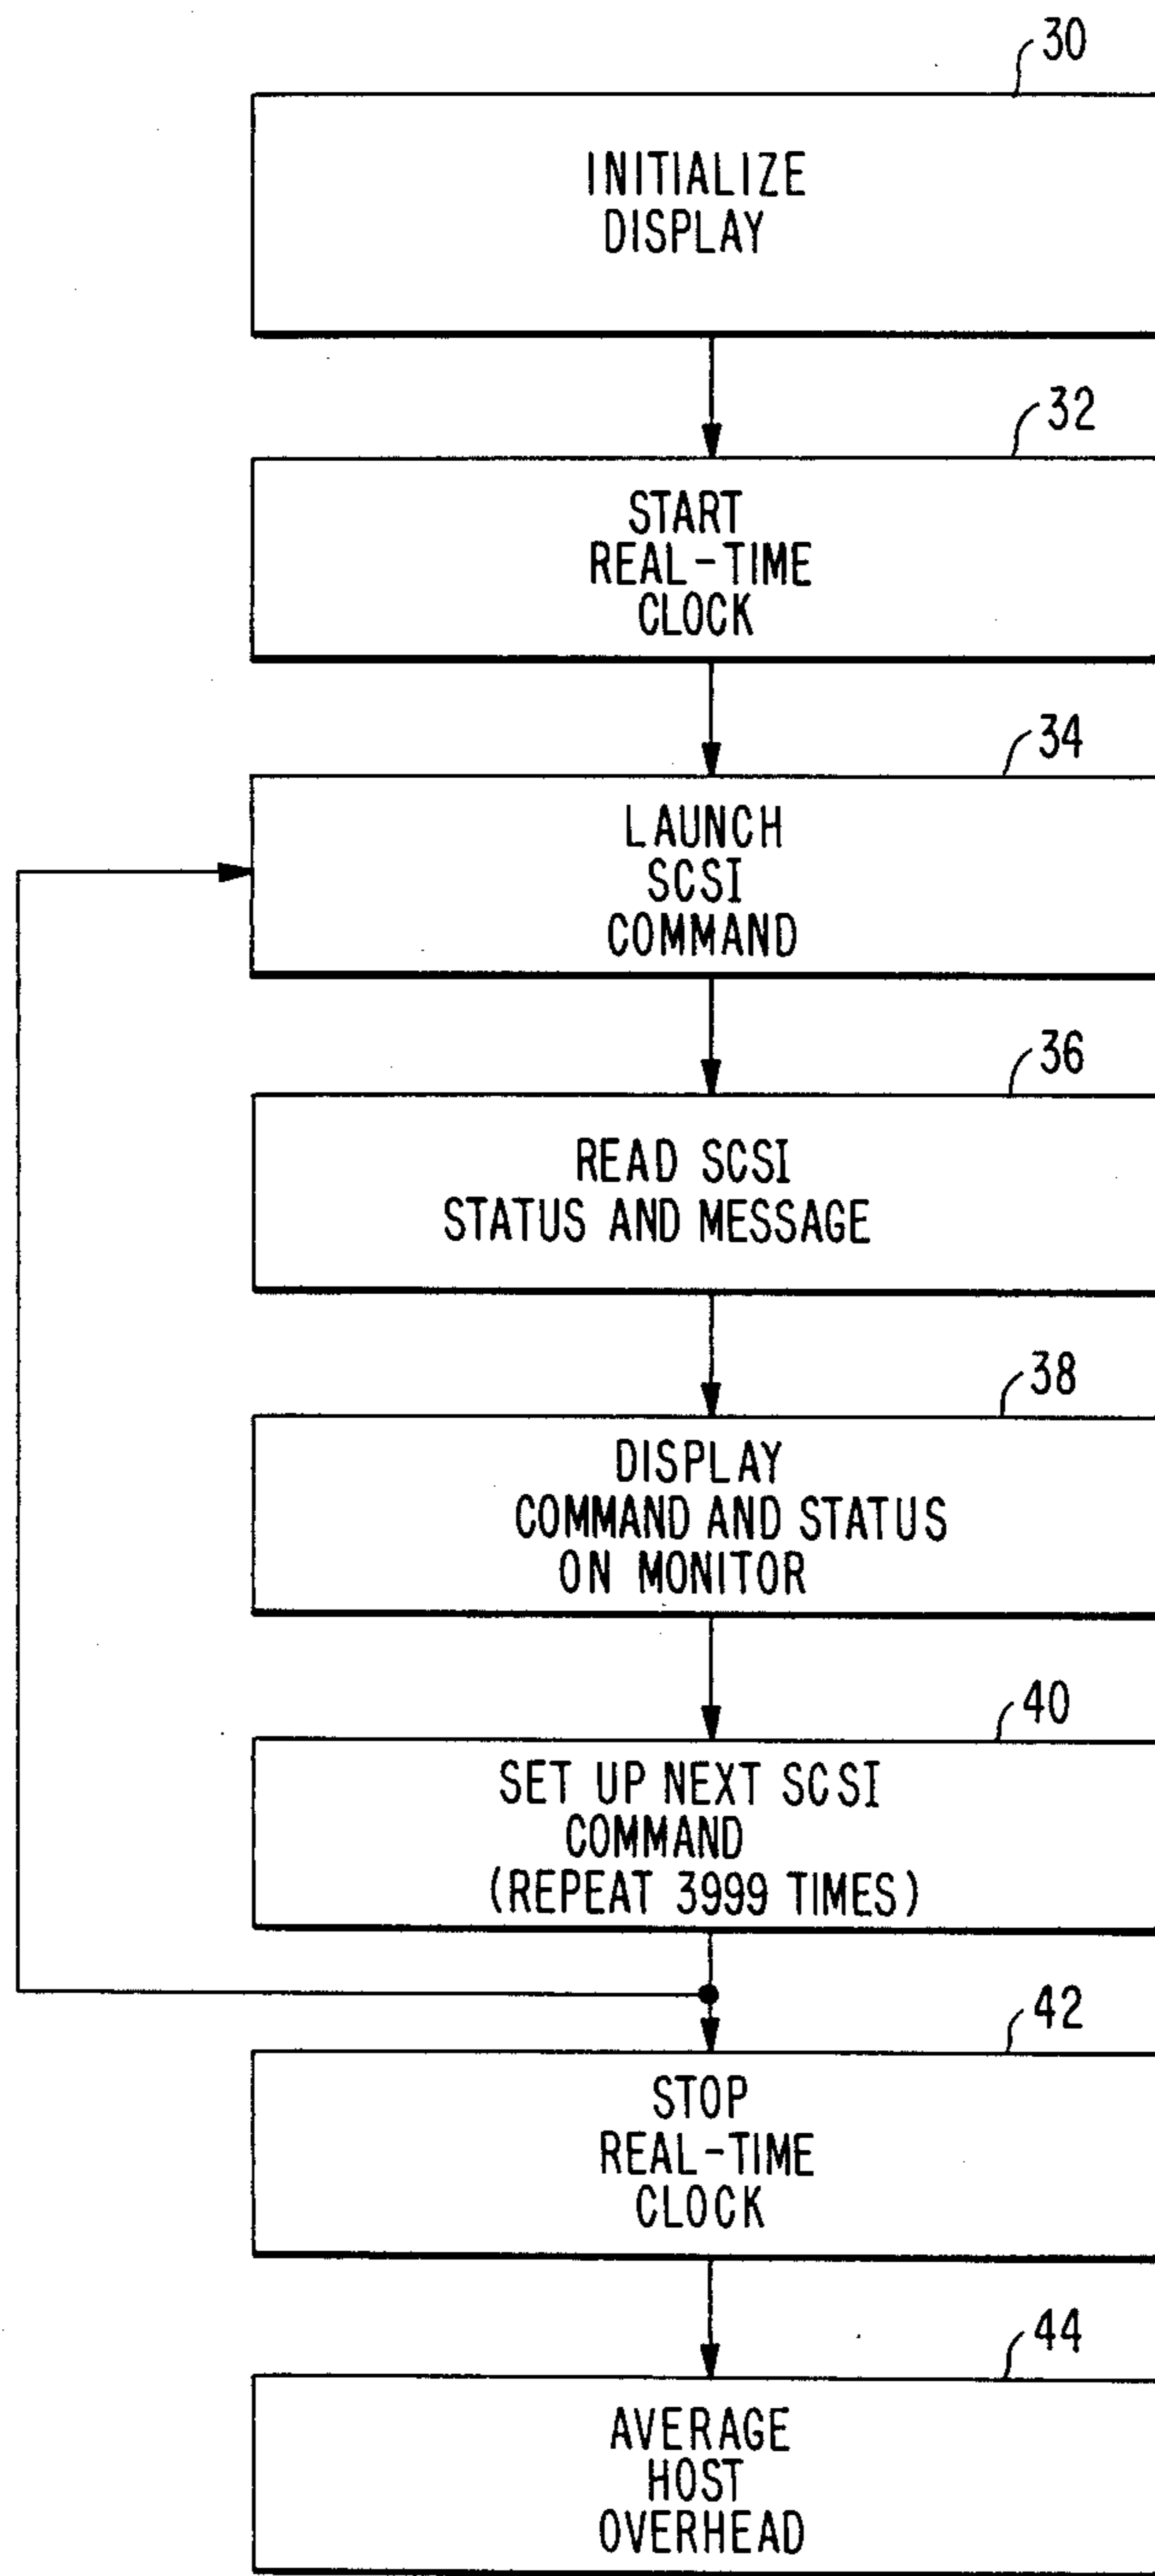 30
INITIALIZE
DISPLAY
32
START
REAL-TIME
CLOCK
34
LAUNCH
SCSI
COMMAND
36
READ SCSI
STATUS AND MESSAGE
38
DISPLAY
COMMAND AND STATUS
ON MONITOR
40
SET UP NEXT SCSI
COMMAND
(REPEAT 3999 TIMES)
42
STOP
REAL-TIME
CLOCK
44
AVERAGE
HOST
OVERHEAD